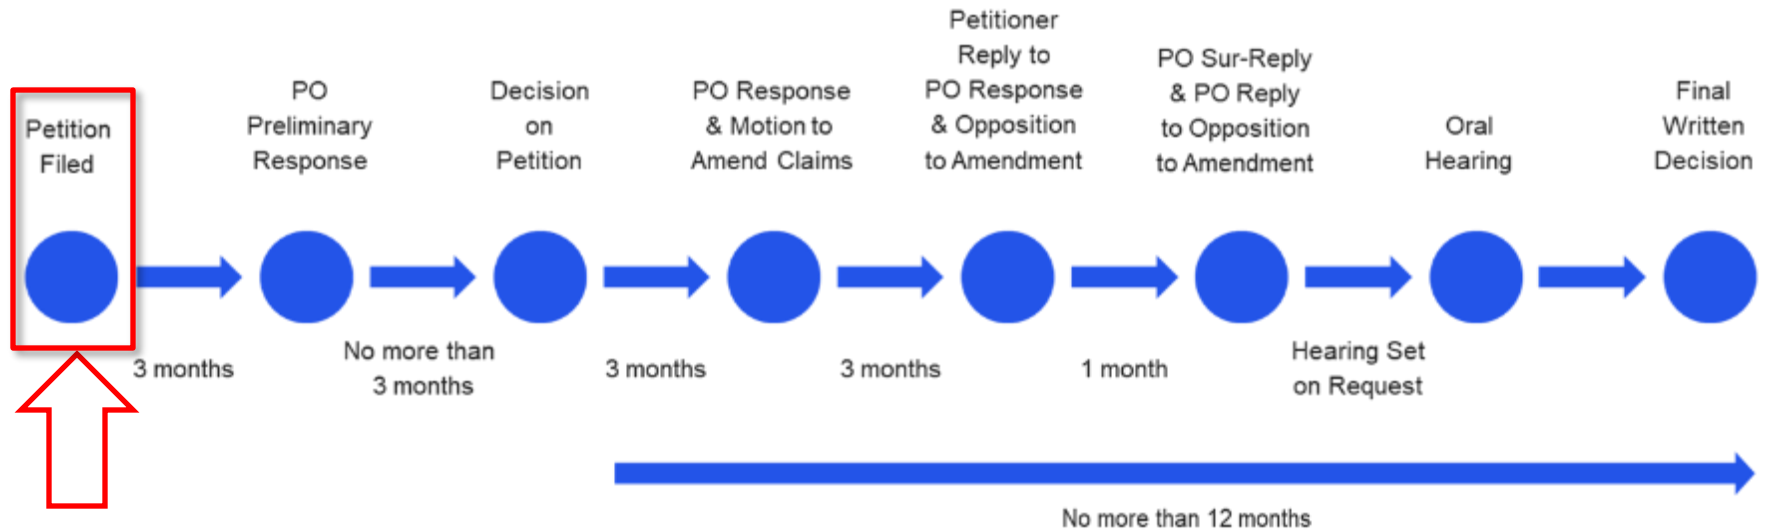 Petition
Filed
PO
Preliminary
Response
Decision
on
Petition
PO Response
& Motion to
Amend Claims
Petitioner
Reply to
PO Response
& Opposition
to Amendment
PO Sur-Reply
& PO Reply
to Opposition
to Amendment
Oral
Hearing
Final
Written
Decision
3 months
No more than
3 months
3 months
3 months
1 month
Hearing Set
on Request
No more than 12 months